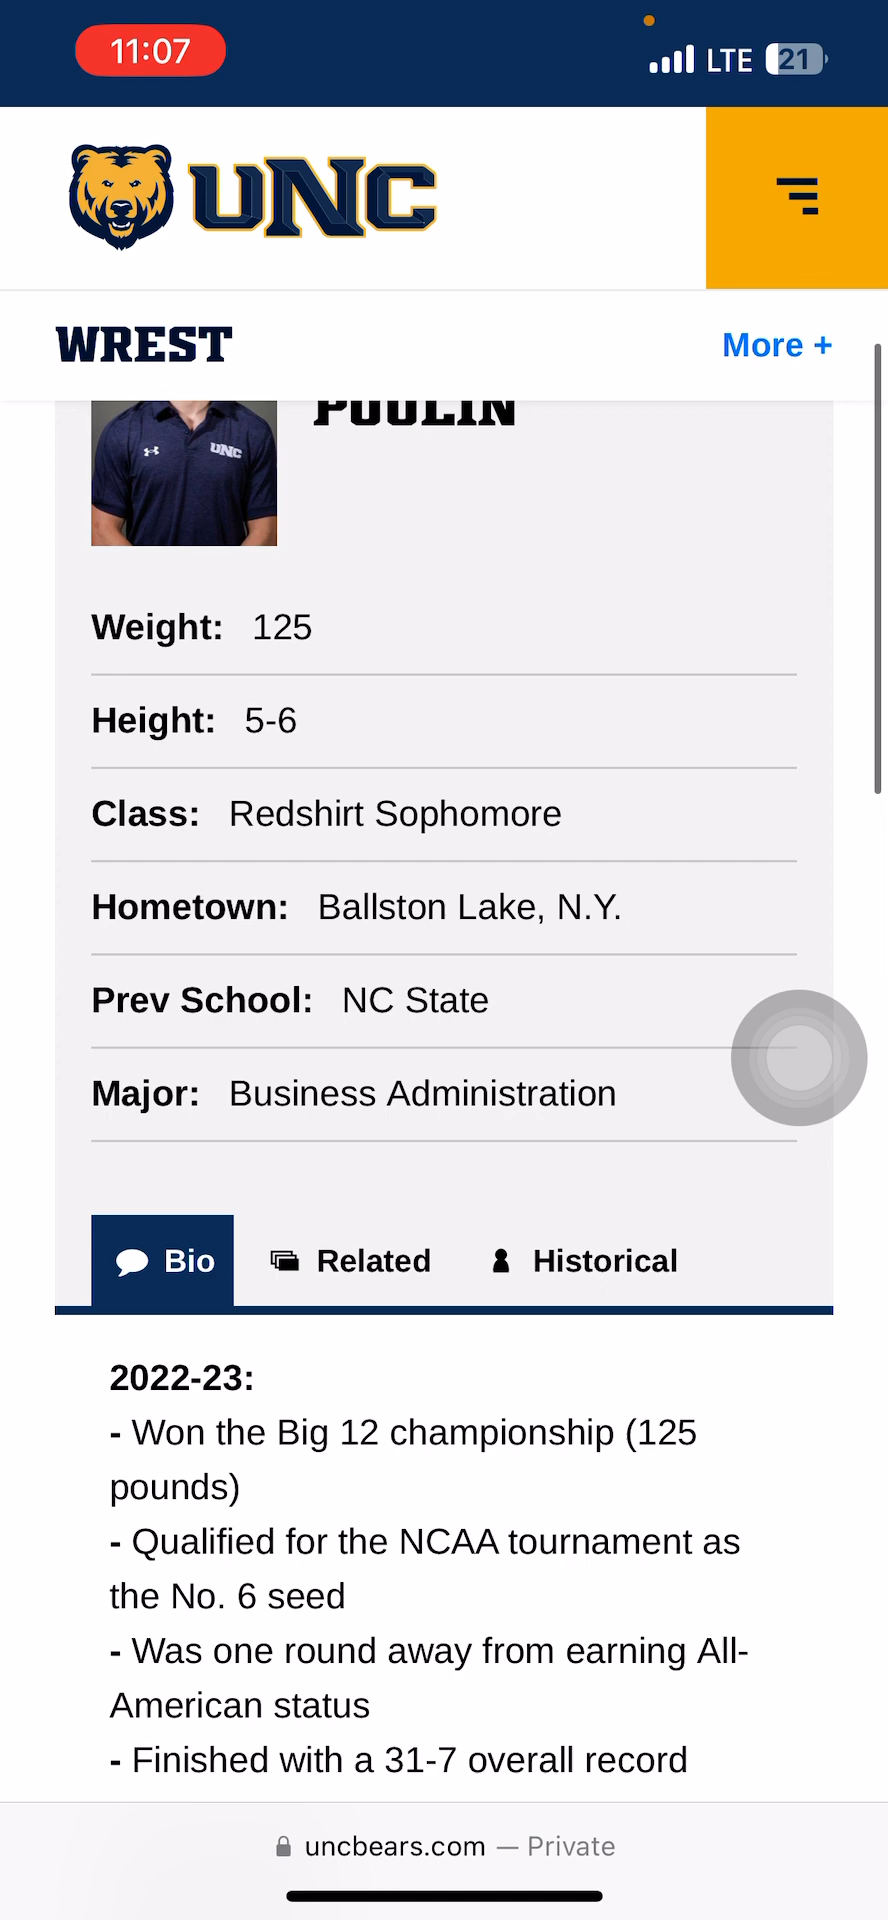 11:07
LTE 21
UNC
WREST
More +
POULIN
UNC
Weight: 125
Height: 5-6
Class: Redshirt Sophomore
Hometown: Ballston Lake, N.Y.
Prev School: NC State
Major: Business Administration
Bio Related Historical
2022-23:
- Won the Big 12 championship (125
pounds)
- Qualified for the NCAA tournament as
the No. 6 seed
- Was one round away from earning All-
American status
- Finished with a 31-7 overall record
uncbears.com — Private